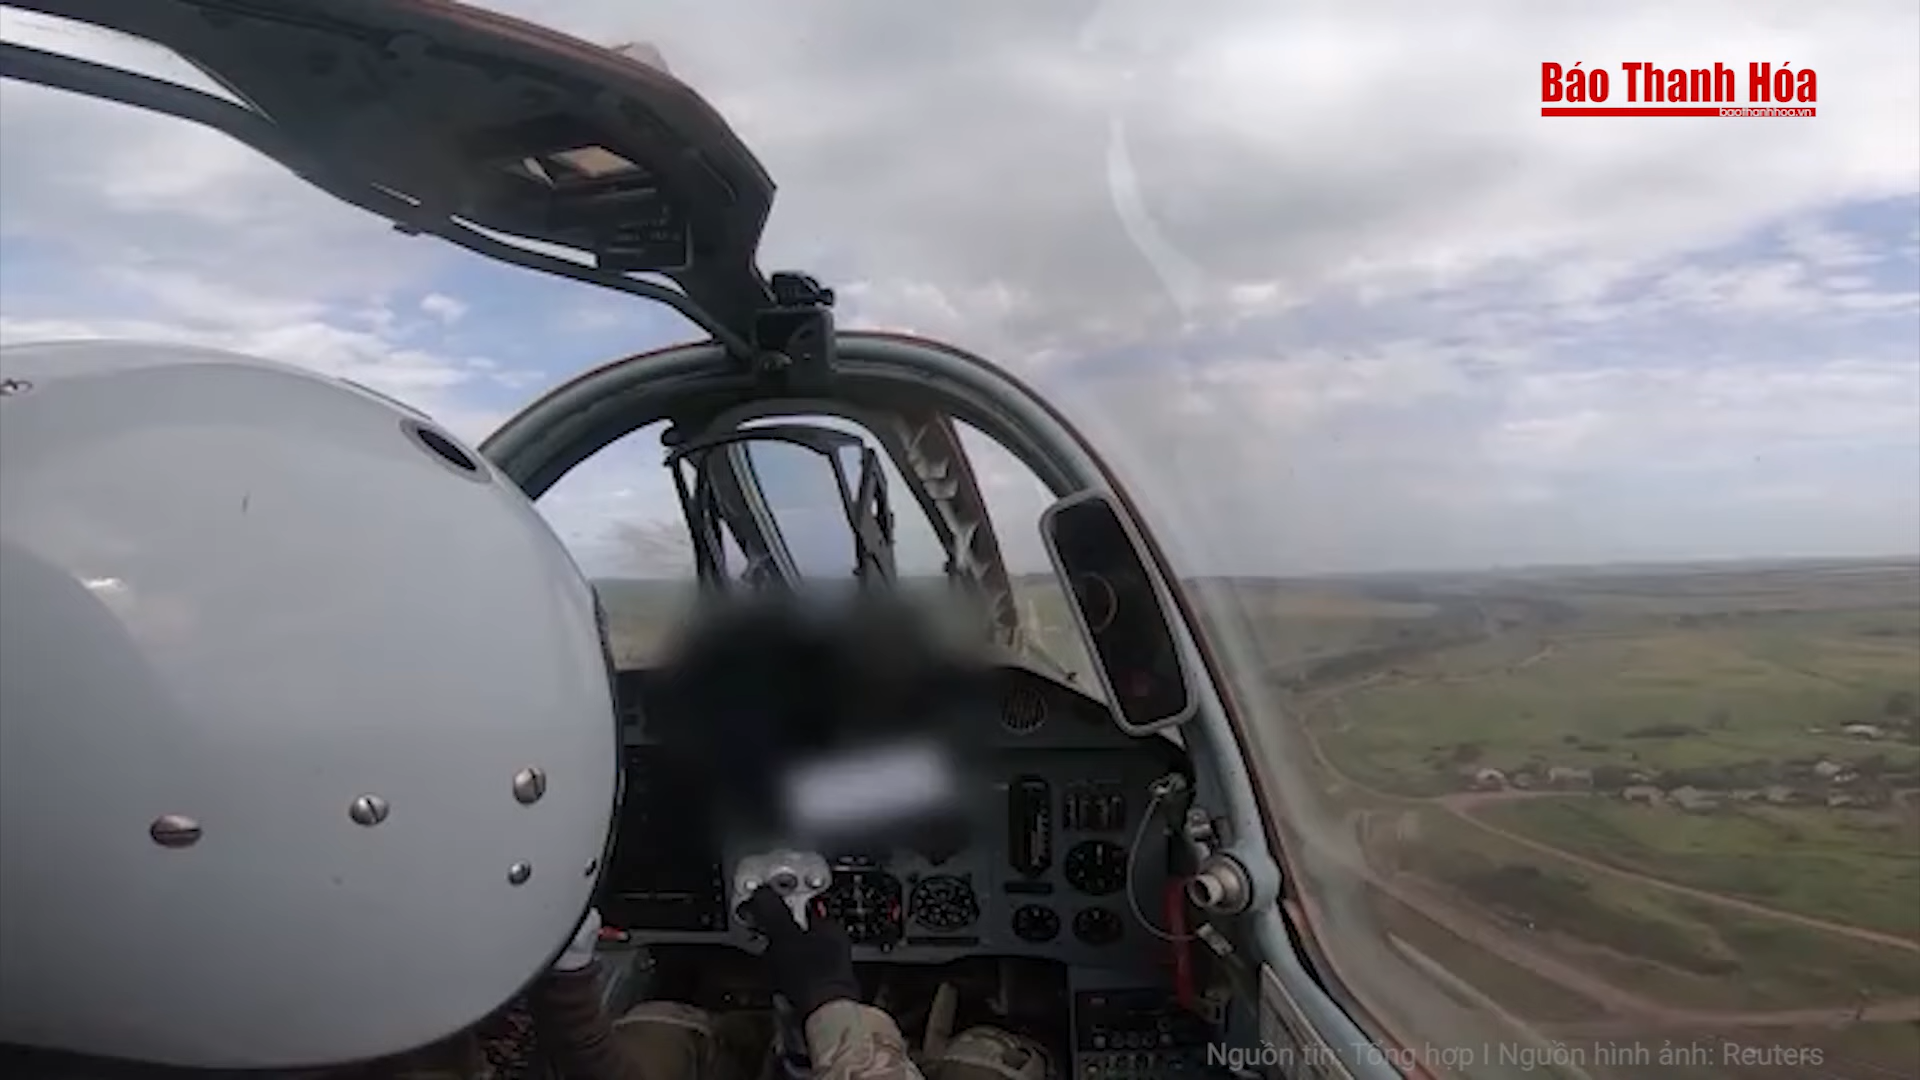 Báo Thanh Hóa
baothanhhoa.vn
Nguồn tin: Tổng hợp I Nguồn hình ảnh: Reuters